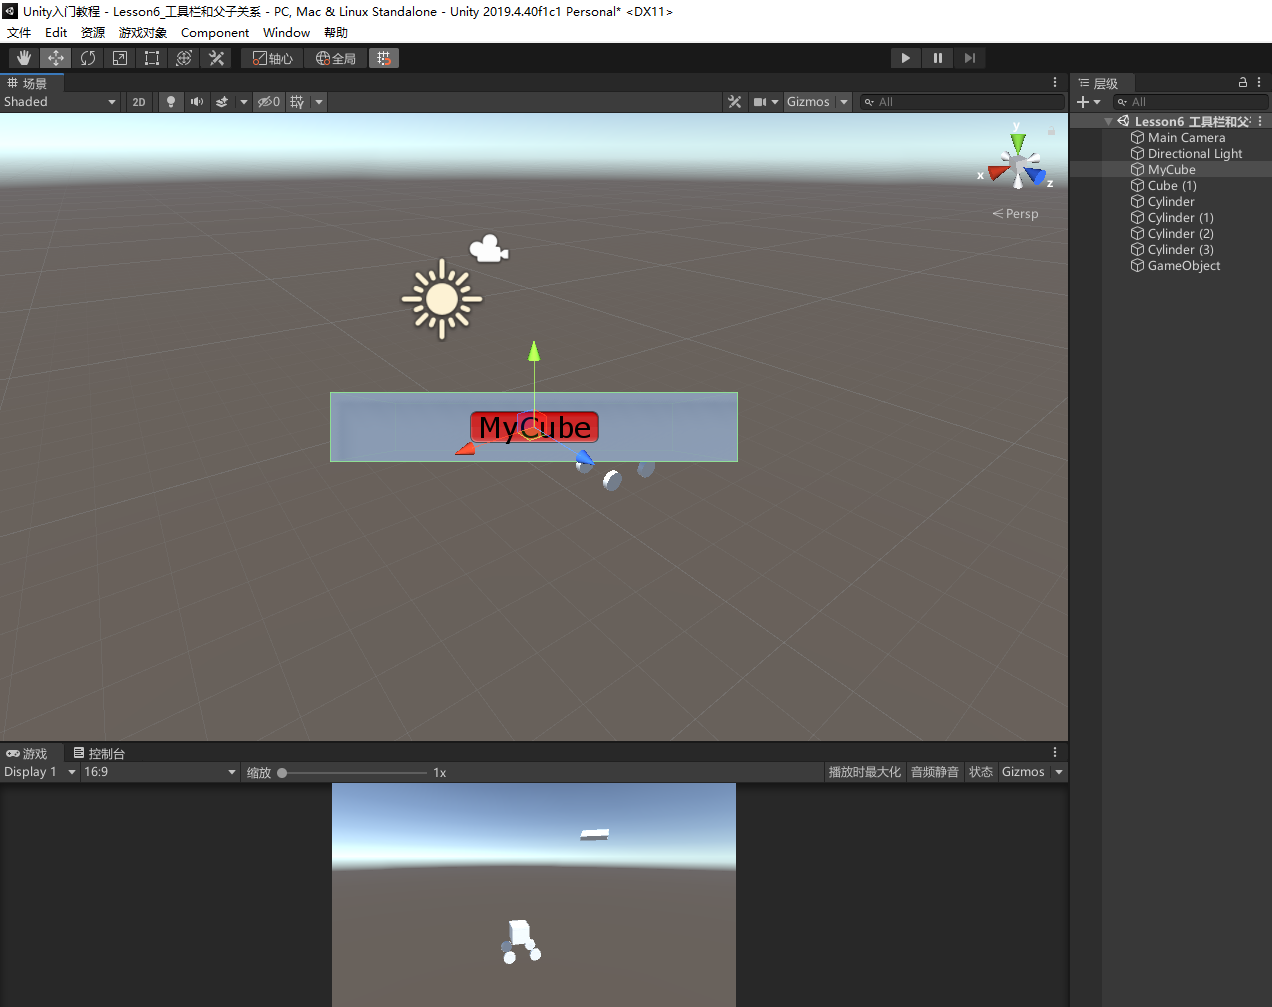 Unity入门教程 - Lesson6_工具栏和父子关系 - PC, Mac & Linux Standalone - Unity 2019.4.40f1c1 Personal* <DX11>
文件 Edit 资源 游戏对象 Component Window 帮助
轴心 全局
场景
Shaded 2D 0 Gizmos All
y
x
z
Persp
MyCube
层级
All
Lesson6_工具栏和父
Main Camera
Directional Light
MyCube
Cube (1)
Cylinder
Cylinder (1)
Cylinder (2)
Cylinder (3)
GameObject
游戏 控制台
Display 1 16:9 缩放 1x 播放时最大化 音频静音 状态 Gizmos